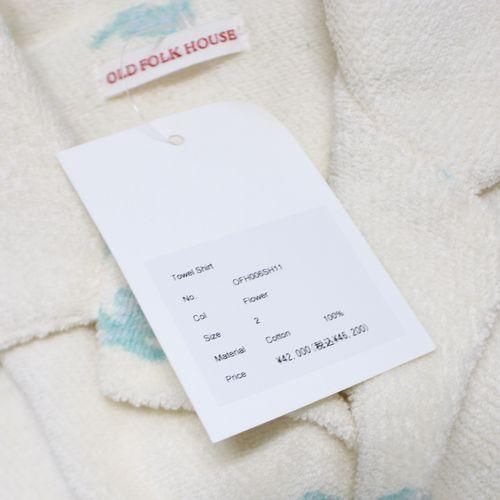 OLD FOLK HOUSE
Towel Shirt
No. OFH006SH11
Col Flower
Size 2
Material Cotton 100%
Price ¥42,000(税込¥46,200)